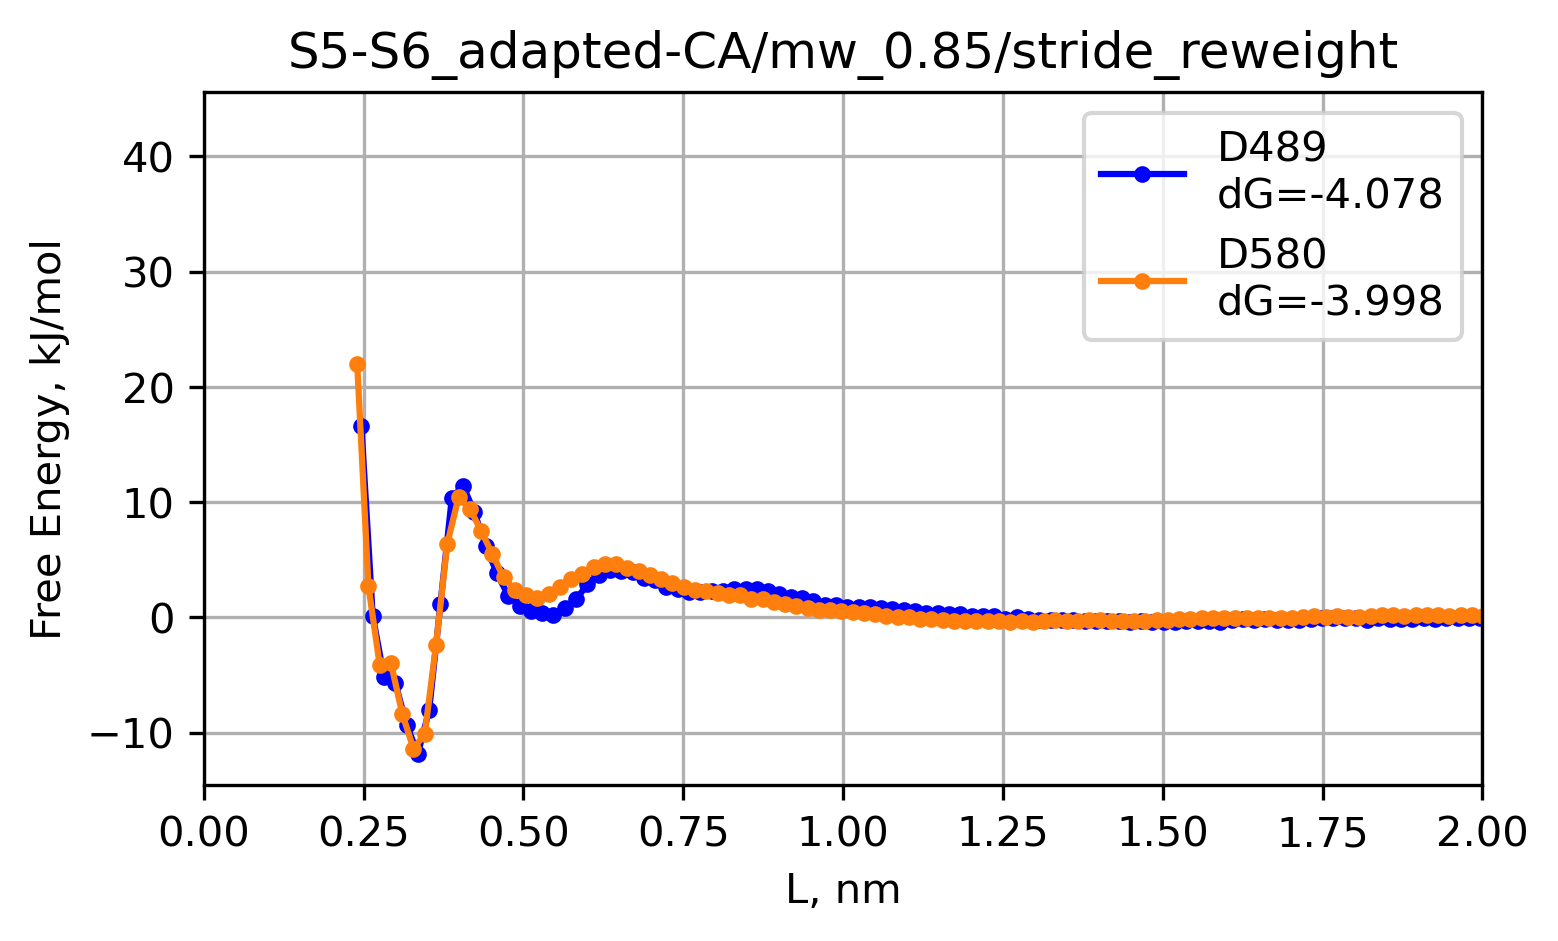 S5-S6_adapted-CA/mw_0.85/stride_reweight
40
30
20
10
0
−10
Free Energy, kJ/mol
D489
dG=-4.078
D580
dG=-3.998
0.00 0.25 0.50 0.75 1.00 1.25 1.50 1.75 2.00
L, nm